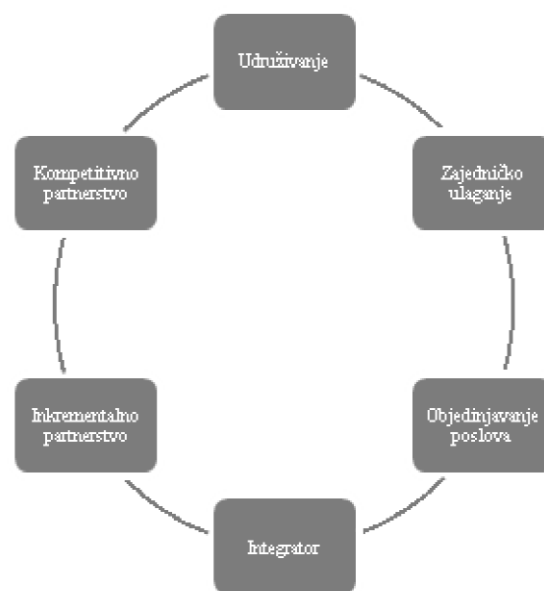 Udruživanje
Zajedničko
ulaganje
Objedinjavanje
poslova
Integrator
Inkrementalno
partnerstvo
Kompetitivno
partnerstvo